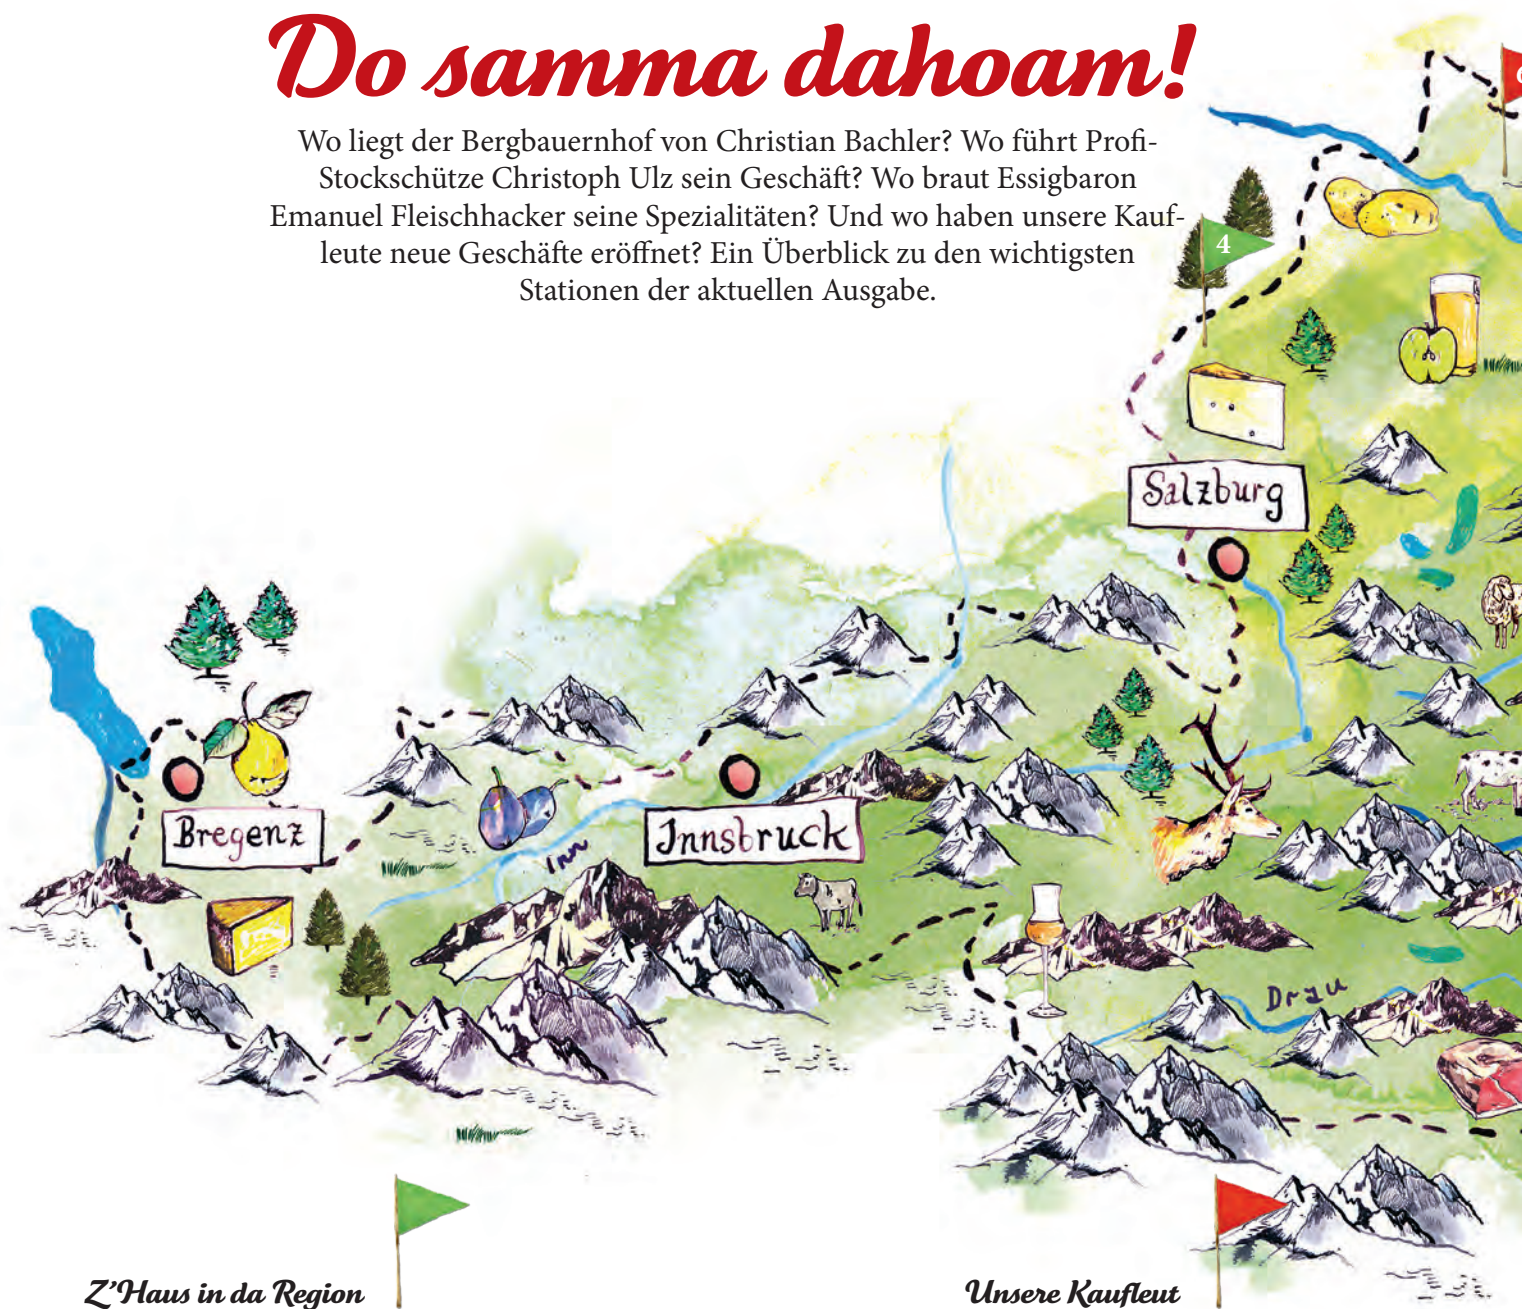 Do samma dahoam!
Wo liegt der Bergbauernhof von Christian Bachler? Wo führt Profi-
Stockschütze Christoph Ulz sein Geschäft? Wo braut Essigbaron
Emanuel Fleischhacker seine Spezialitäten? Und wo haben unsere Kauf-
leute neue Geschäfte eröffnet? Ein Überblick zu den wichtigsten
Stationen der aktuellen Ausgabe.
4
Salzburg
Bregenz
Innsbruck
Inn
Drau
Z'Haus in da Region
Unsere Kaufleut